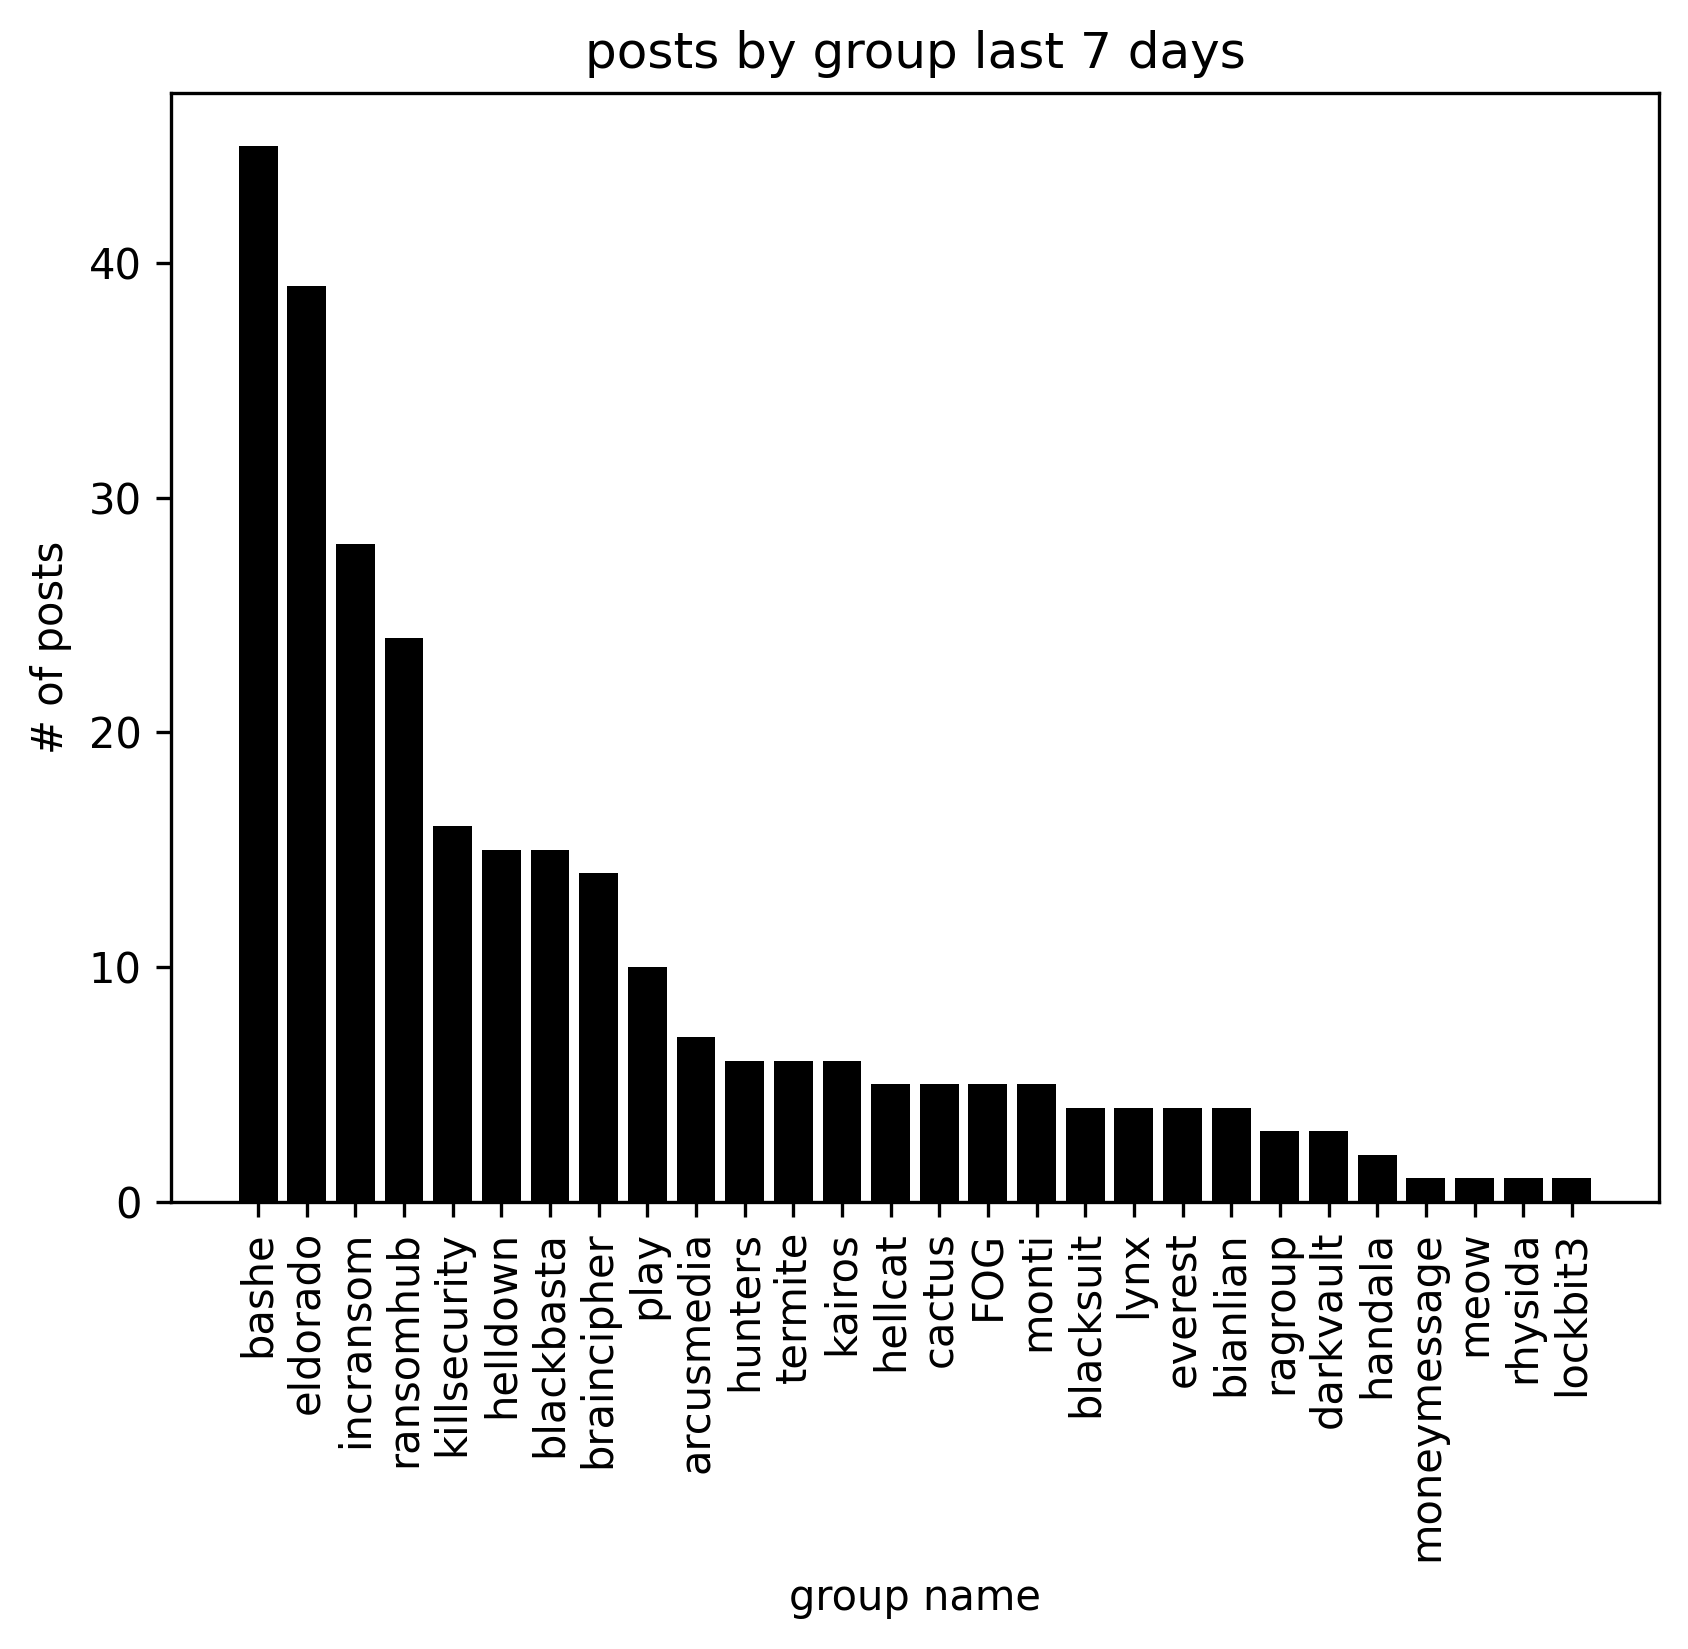 posts by group last 7 days
# of posts
40
30
20
10
0
bashe
eldorado
incransom
ransomhub
killsecurity
helldown
blackbasta
braincipher
play
arcusmedia
hunters
termite
kairos
hellcat
cactus
FOG
monti
blacksuit
lynx
everest
bianlian
ragroup
darkvault
handala
moneymessage
meow
rhysida
lockbit3
group name